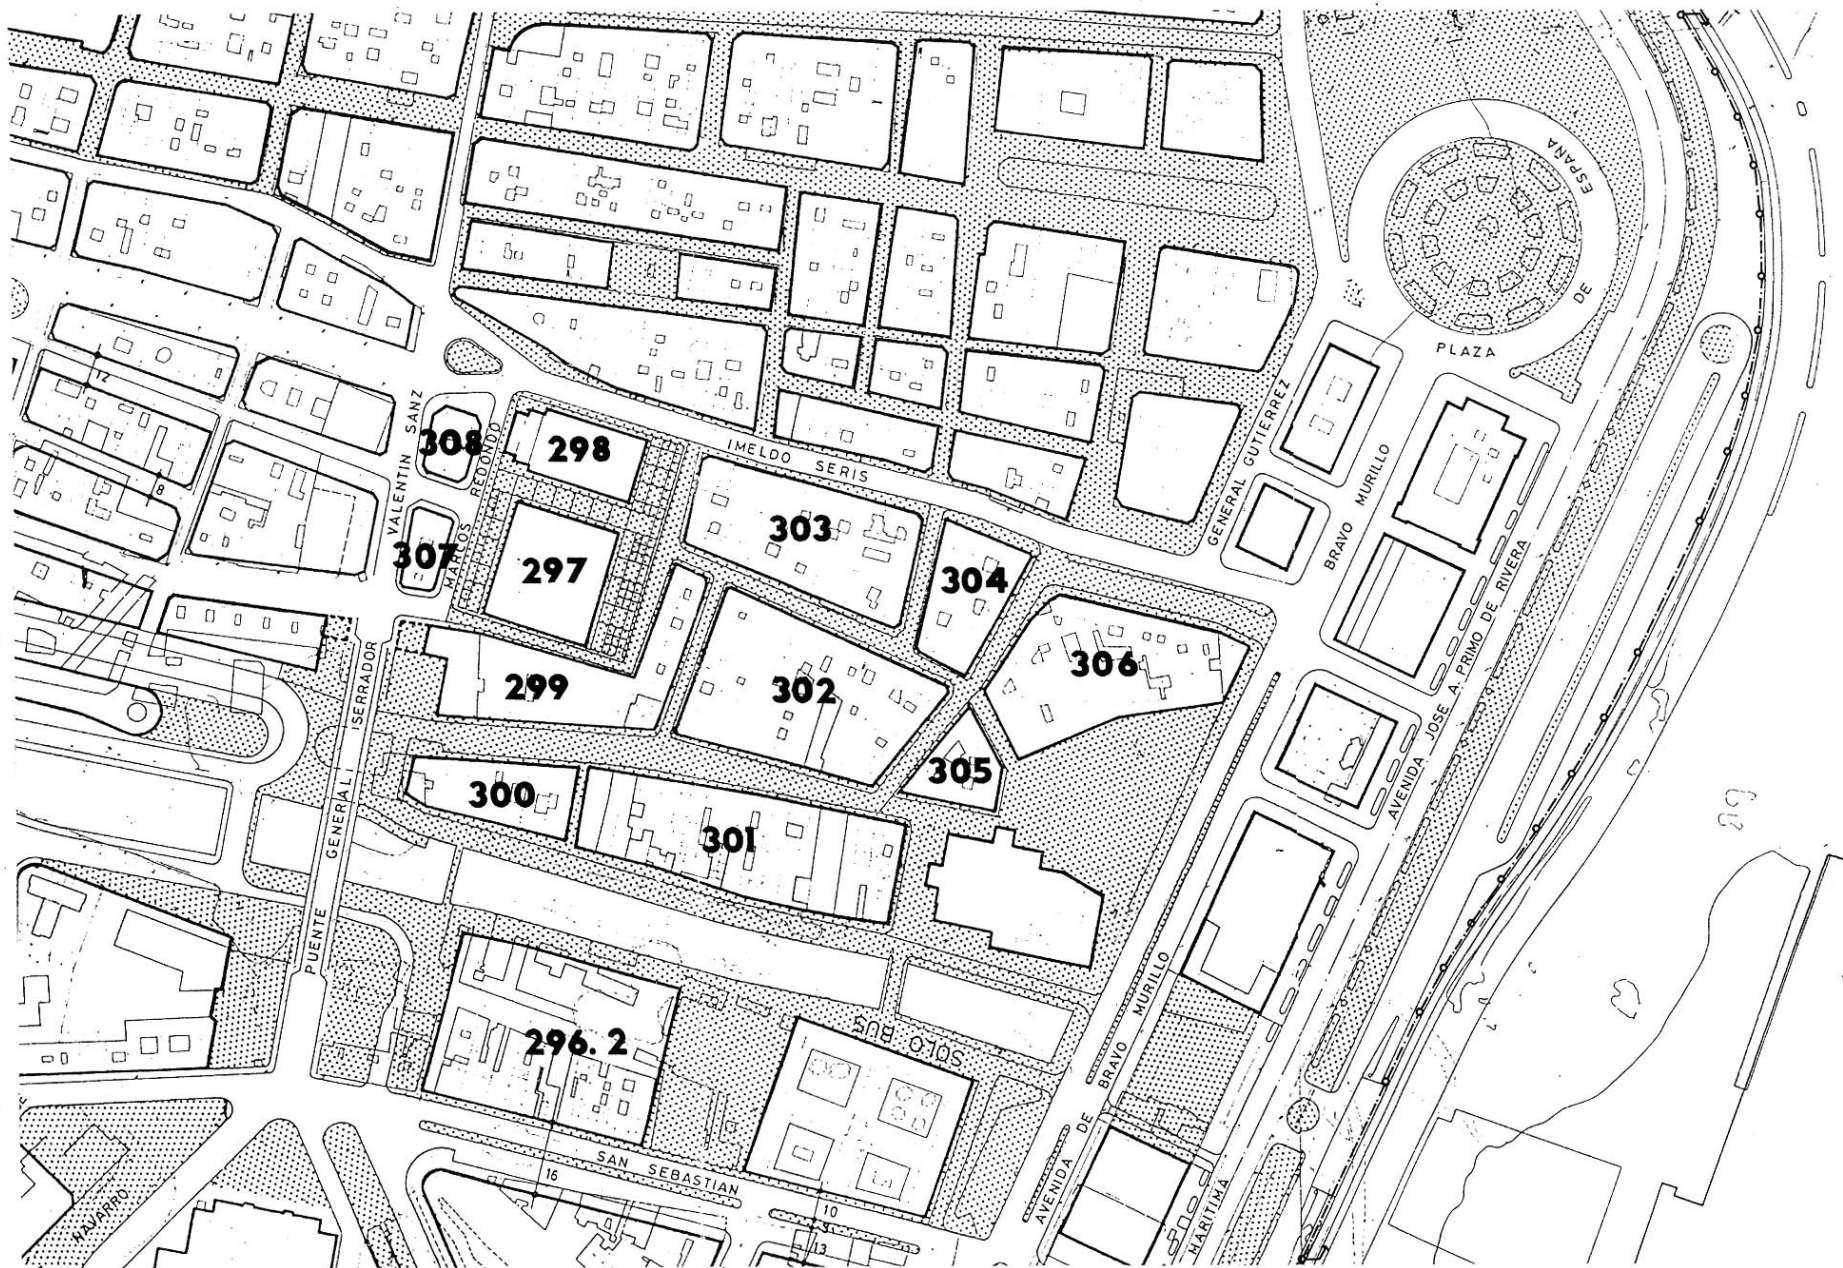 ESPAÑA
DE
PLAZA
12
VALENTIN SANZ
308
REDONDO
298
IMELDO SERIS
GENERAL GUTIERREZ
BRAVO MURILLO
8
303
307
MARCOS
297
304
AVENIDA JOSE A. PRIMO DE RIVERA
306
299
302
305
300
301
PUENTE GENERAL ISERRADOR
296.2
SOLO BUS
AVENIDA DE BRAVO MURILLO
SAN SEBASTIAN
16
10
9
13
NAVARRO
MARITIMA